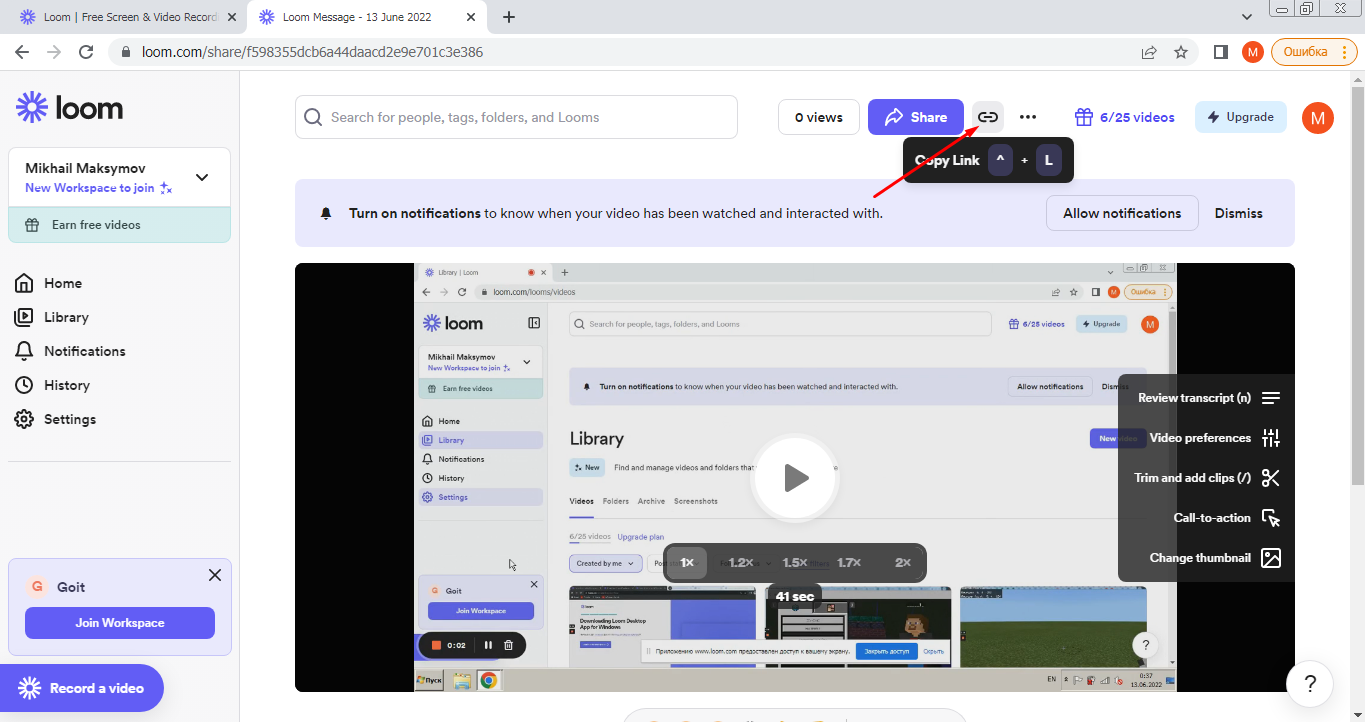 Loom | Free Screen & Video Record
Loom Message - 13 June 2022
loom.com/share/f598355dcb6a44daacd2e9e701c3e386
M
Ошибка
loom
Search for people, tags, folders, and Looms
0 views
Share
6/25 videos
Upgrade
M
Copy Link ^ + L
Mikhail Maksymov
New Workspace to join
Earn free videos
Turn on notifications to know when your video has been watched and interacted with.
Allow notifications
Dismiss
Home
Library
Notifications
History
Settings
Goit
Join Workspace
Record a video
Library | Loom
loom.com/looms/videos
M
Ошибка
loom
Search for people, tags, folders, and Looms
6/25 videos
Upgrade
M
Mikhail Maksymov
New Workspace to join
Earn free videos
Turn on notifications to know when your video has been watched and interacted with.
Allow notifications
Home
Library
Notifications
History
Settings
Library
New
New
Find and manage videos and folders
Videos
Folders
Archive
Screenshots
6/25 videos
Upgrade plan
Created by me
G
Goit
Join Workspace
0:02
loom
Downloading Loom Desktop
App for Windows
Приложению www.loom.com предоставлен доступ к вашему экрану.
Закрыть доступ
Скрыть
?
Пуск
EN
0:37
13.06.2022
1×
1.2×
1.5×
1.7×
2×
41 sec
Review transcript (n)
Video preferences
Trim and add clips (/)
Call-to-action
Change thumbnail
?